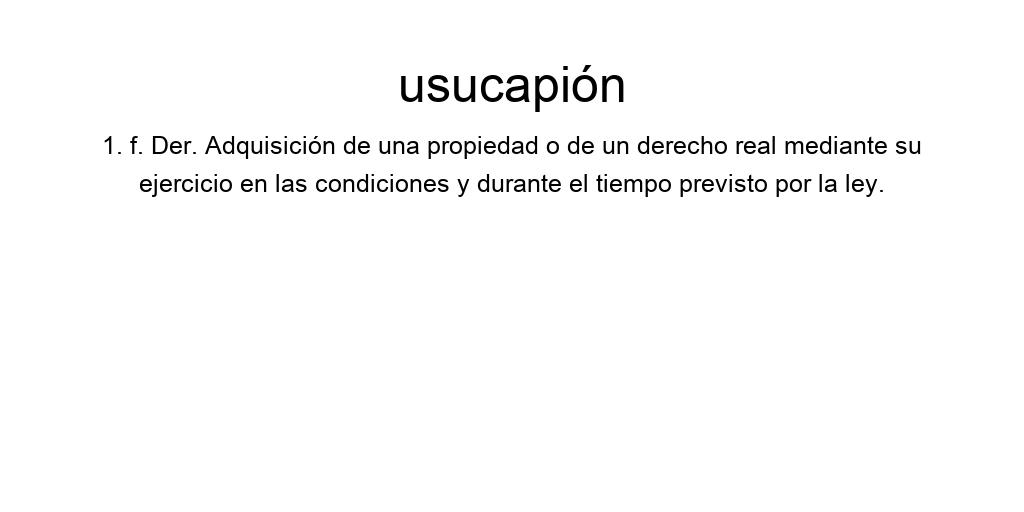 usucapión
1. f. Der. Adquisición de una propiedad o de un derecho real mediante su
ejercicio en las condiciones y durante el tiempo previsto por la ley.